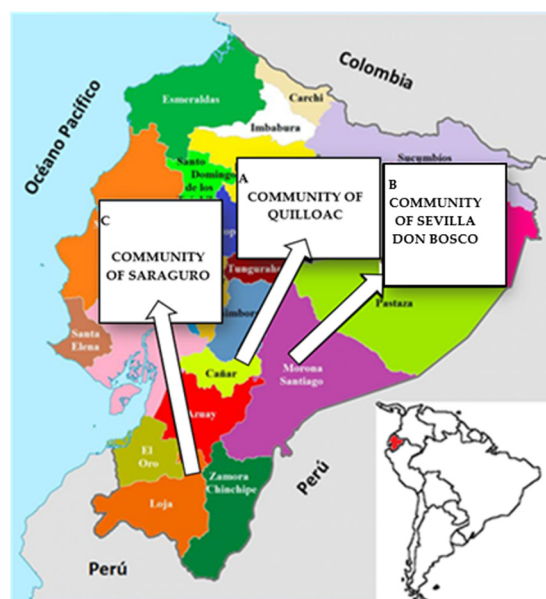 Colombia
Océano Pacífico
Esmeraldas
Carchi
Imbabura
Sucumbíos
Santo
Domingo
de los
A
COMMUNITY OF
QUILLOAC
B
COMMUNITY
OF SEVILLA
DON BOSCO
C
COMMUNITY
OF SARAGURO
Pastaza
Santa
Elena
Cañar
Morona
Santiago
Azuay
El
Oro
Zamora
Chinchipe
Loja
Perú
Perú